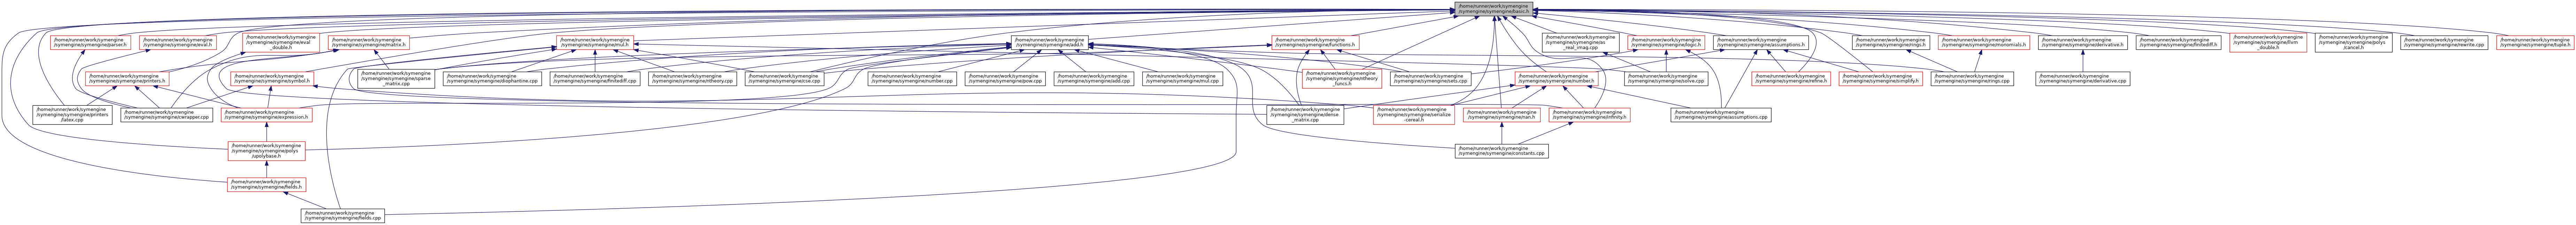 /home/runner/work/symengine
/symengine/symengine/basic.h
/home/runner/work/symengine
/symengine/symengine/parser.h
/home/runner/work/symengine
/symengine/symengine/eval.h
/home/runner/work/symengine
/symengine/symengine/eval
_double.h
/home/runner/work/symengine
/symengine/symengine/matrix.h
/home/runner/work/symengine
/symengine/symengine/mul.h
/home/runner/work/symengine
/symengine/symengine/add.h
/home/runner/work/symengine
/symengine/symengine/functions.h
/home/runner/work/symengine
/symengine/symengine/as
_real_imag.cpp
/home/runner/work/symengine
/symengine/symengine/logic.h
/home/runner/work/symengine
/symengine/symengine/assumptions.h
/home/runner/work/symengine
/symengine/symengine/rings.h
/home/runner/work/symengine
/symengine/symengine/monomials.h
/home/runner/work/symengine
/symengine/symengine/derivative.h
/home/runner/work/symengine
/symengine/symengine/finitediff.h
/home/runner/work/symengine
/symengine/symengine/llvm
_double.h
/home/runner/work/symengine
/symengine/symengine/polys
/cancel.h
/home/runner/work/symengine
/symengine/symengine/rewrite.cpp
/home/runner/work/symengine
/symengine/symengine/tuple.h
/home/runner/work/symengine
/symengine/symengine/printers.h
/home/runner/work/symengine
/symengine/symengine/symbol.h
/home/runner/work/symengine
/symengine/symengine/sparse
_matrix.cpp
/home/runner/work/symengine
/symengine/symengine/diophantine.cpp
/home/runner/work/symengine
/symengine/symengine/finitediff.cpp
/home/runner/work/symengine
/symengine/symengine/ntheory.cpp
/home/runner/work/symengine
/symengine/symengine/cse.cpp
/home/runner/work/symengine
/symengine/symengine/number.cpp
/home/runner/work/symengine
/symengine/symengine/pow.cpp
/home/runner/work/symengine
/symengine/symengine/add.cpp
/home/runner/work/symengine
/symengine/symengine/mul.cpp
/home/runner/work/symengine
/symengine/symengine/ntheory
_funcs.h
/home/runner/work/symengine
/symengine/symengine/sets.cpp
/home/runner/work/symengine
/symengine/symengine/number.h
/home/runner/work/symengine
/symengine/symengine/solve.cpp
/home/runner/work/symengine
/symengine/symengine/refine.h
/home/runner/work/symengine
/symengine/symengine/simplify.h
/home/runner/work/symengine
/symengine/symengine/rings.cpp
/home/runner/work/symengine
/symengine/symengine/derivative.cpp
/home/runner/work/symengine
/symengine/symengine/printers
/latex.cpp
/home/runner/work/symengine
/symengine/symengine/cwrapper.cpp
/home/runner/work/symengine
/symengine/symengine/expression.h
/home/runner/work/symengine
/symengine/symengine/dense
_matrix.cpp
/home/runner/work/symengine
/symengine/symengine/serialize
-cereal.h
/home/runner/work/symengine
/symengine/symengine/nan.h
/home/runner/work/symengine
/symengine/symengine/infinity.h
/home/runner/work/symengine
/symengine/symengine/assumptions.cpp
/home/runner/work/symengine
/symengine/symengine/polys
/upolybase.h
/home/runner/work/symengine
/symengine/symengine/constants.cpp
/home/runner/work/symengine
/symengine/symengine/fields.h
/home/runner/work/symengine
/symengine/symengine/fields.cpp